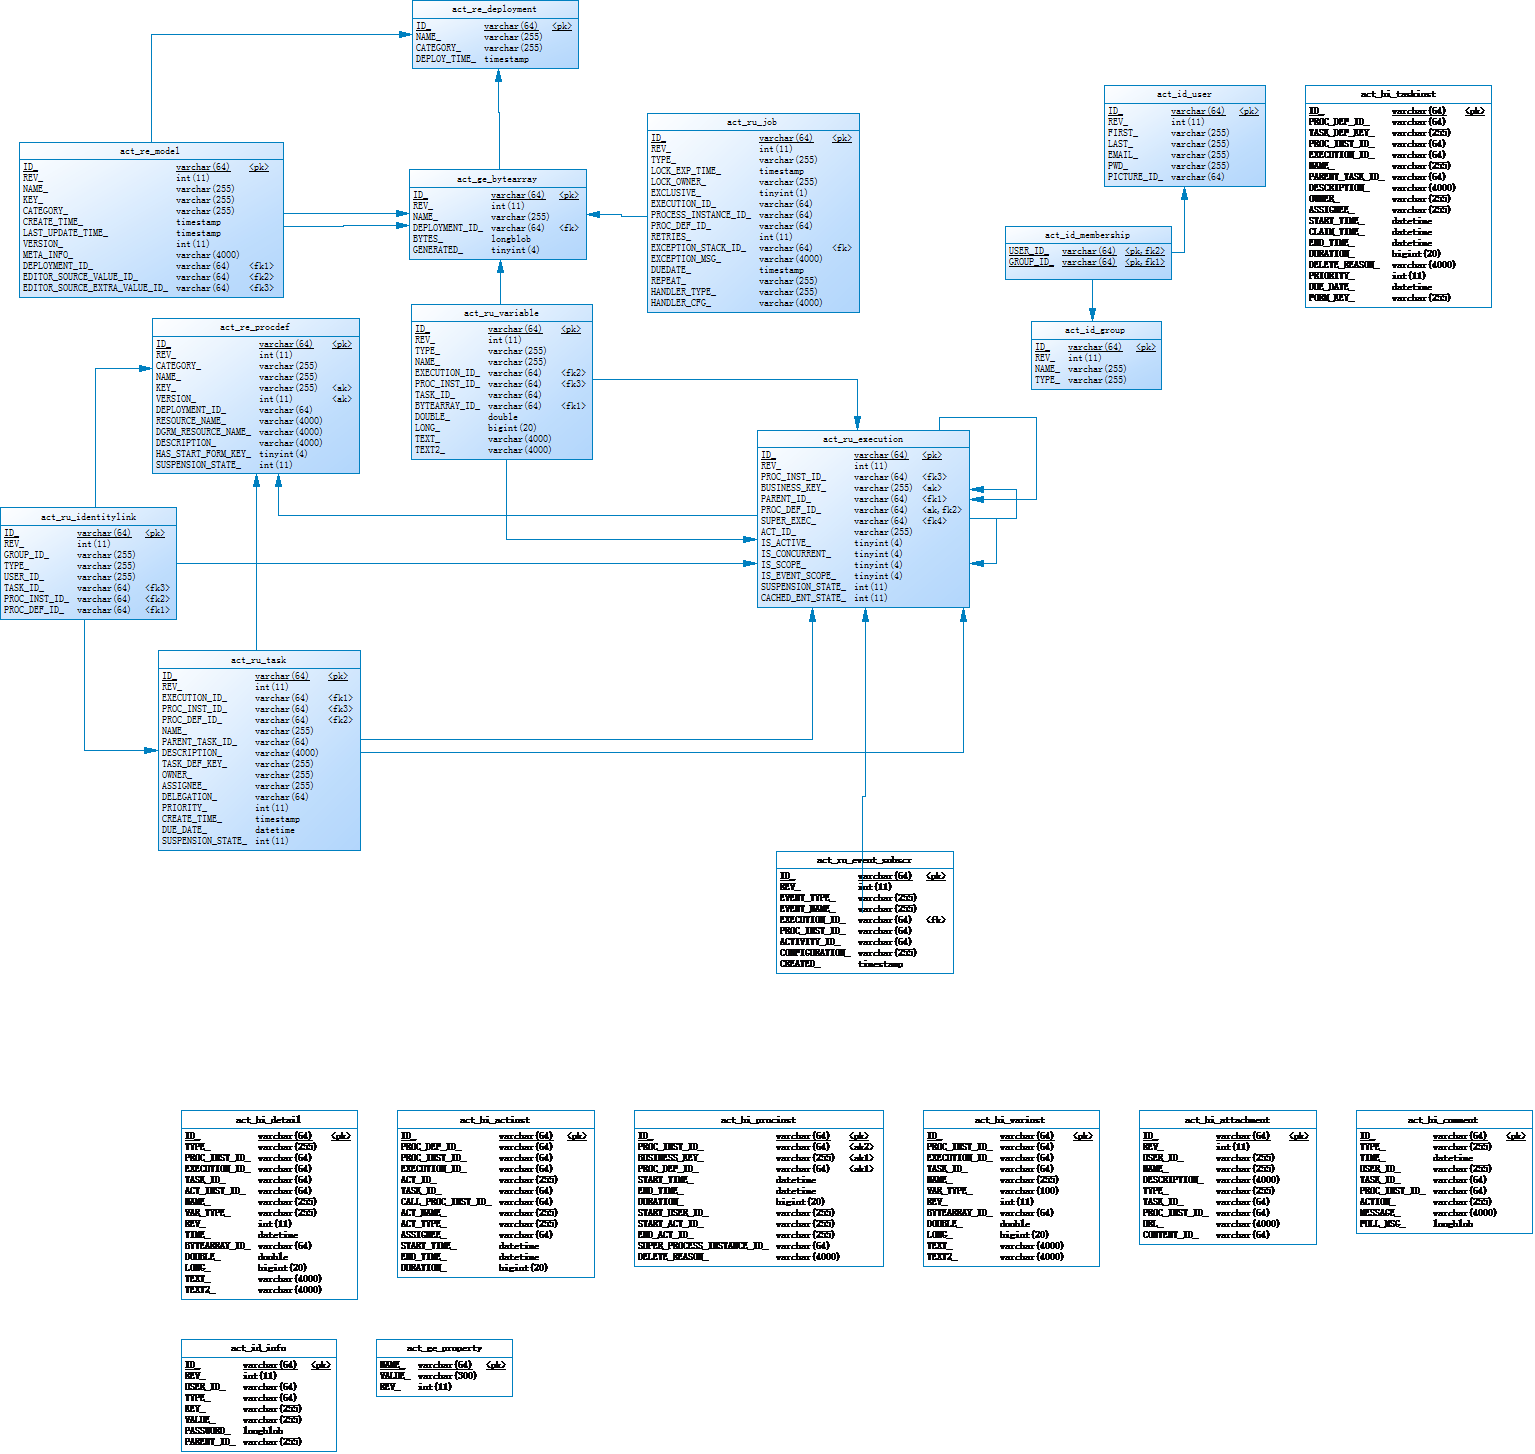 act_re_deployment
ID_ varchar(64) <pk>
NAME_ varchar(255)
CATEGORY_ varchar(255)
DEPLOY_TIME_ timestamp
act_re_model
ID_ varchar(64) <pk>
REV_ int(11)
NAME_ varchar(255)
KEY_ varchar(255)
CATEGORY_ varchar(255)
CREATE_TIME_ timestamp
LAST_UPDATE_TIME_ timestamp
VERSION_ int(11)
META_INFO_ varchar(4000)
DEPLOYMENT_ID_ varchar(64) <fk1>
EDITOR_SOURCE_VALUE_ID_ varchar(64) <fk2>
EDITOR_SOURCE_EXTRA_VALUE_ID_ varchar(64) <fk3>
act_ge_bytearray
ID_ varchar(64) <pk>
REV_ int(11)
NAME_ varchar(255)
DEPLOYMENT_ID_ varchar(64) <fk>
BYTES_ longblob
GENERATED_ tinyint(4)
act_ru_job
ID_ varchar(64) <pk>
REV_ int(11)
TYPE_ varchar(255)
LOCK_EXP_TIME_ timestamp
LOCK_OWNER_ varchar(255)
EXCLUSIVE_ tinyint(1)
EXECUTION_ID_ varchar(64)
PROCESS_INSTANCE_ID_ varchar(64)
PROC_DEF_ID_ varchar(64)
RETRIES_ int(11)
EXCEPTION_STACK_ID_ varchar(64) <fk>
EXCEPTION_MSG_ varchar(4000)
DUEDATE_ timestamp
REPEAT_ varchar(255)
HANDLER_TYPE_ varchar(255)
HANDLER_CFG_ varchar(4000)
act_id_user
ID_ varchar(64) <pk>
REV_ int(11)
FIRST_ varchar(255)
LAST_ varchar(255)
EMAIL_ varchar(255)
PWD_ varchar(255)
PICTURE_ID_ varchar(64)
act_hi_taskinst
ID_ varchar(64) <pk>
PROC_DEF_ID_ varchar(64)
TASK_DEF_KEY_ varchar(255)
PROC_INST_ID_ varchar(64)
EXECUTION_ID_ varchar(64)
NAME_ varchar(255)
PARENT_TASK_ID_ varchar(64)
DESCRIPTION_ varchar(4000)
OWNER_ varchar(255)
ASSIGNEE_ varchar(255)
START_TIME_ datetime
CLAIM_TIME_ datetime
END_TIME_ datetime
DURATION_ bigint(20)
DELETE_REASON_ varchar(4000)
PRIORITY_ int(11)
DUE_DATE_ datetime
FORM_KEY_ varchar(255)
act_id_membership
USER_ID_ varchar(64) <pk,fk2>
GROUP_ID_ varchar(64) <pk,fk1>
act_id_group
ID_ varchar(64) <pk>
REV_ int(11)
NAME_ varchar(255)
TYPE_ varchar(255)
act_re_procdef
ID_ varchar(64) <pk>
REV_ int(11)
CATEGORY_ varchar(255)
NAME_ varchar(255)
KEY_ varchar(255) <ak>
VERSION_ int(11) <ak>
DEPLOYMENT_ID_ varchar(64)
RESOURCE_NAME_ varchar(4000)
DGRM_RESOURCE_NAME_ varchar(4000)
DESCRIPTION_ varchar(4000)
HAS_START_FORM_KEY_ tinyint(4)
SUSPENSION_STATE_ int(11)
act_ru_variable
ID_ varchar(64) <pk>
REV_ int(11)
TYPE_ varchar(255)
NAME_ varchar(255)
EXECUTION_ID_ varchar(64) <fk2>
PROC_INST_ID_ varchar(64) <fk3>
TASK_ID_ varchar(64)
BYTEARRAY_ID_ varchar(64) <fk1>
DOUBLE_ double
LONG_ bigint(20)
TEXT_ varchar(4000)
TEXT2_ varchar(4000)
act_ru_execution
ID_ varchar(64) <pk>
REV_ int(11)
PROC_INST_ID_ varchar(64) <fk3>
BUSINESS_KEY_ varchar(255) <ak>
PARENT_ID_ varchar(64) <fk1>
PROC_DEF_ID_ varchar(64) <ak,fk2>
SUPER_EXEC_ varchar(64) <fk4>
ACT_ID_ varchar(255)
IS_ACTIVE_ tinyint(4)
IS_CONCURRENT_ tinyint(4)
IS_SCOPE_ tinyint(4)
IS_EVENT_SCOPE_ tinyint(4)
SUSPENSION_STATE_ int(11)
CACHED_ENT_STATE_ int(11)
act_ru_identitylink
ID_ varchar(64) <pk>
REV_ int(11)
GROUP_ID_ varchar(255)
TYPE_ varchar(255)
USER_ID_ varchar(255)
TASK_ID_ varchar(64) <fk3>
PROC_INST_ID_ varchar(64) <fk2>
PROC_DEF_ID_ varchar(64) <fk1>
act_ru_task
ID_ varchar(64) <pk>
REV_ int(11)
EXECUTION_ID_ varchar(64) <fk1>
PROC_INST_ID_ varchar(64) <fk3>
PROC_DEF_ID_ varchar(64) <fk2>
NAME_ varchar(255)
PARENT_TASK_ID_ varchar(64)
DESCRIPTION_ varchar(4000)
TASK_DEF_KEY_ varchar(255)
OWNER_ varchar(255)
ASSIGNEE_ varchar(255)
DELEGATION_ varchar(64)
PRIORITY_ int(11)
CREATE_TIME_ timestamp
DUE_DATE_ datetime
SUSPENSION_STATE_ int(11)
act_ru_event_subscr
ID_ varchar(64) <pk>
REV_ int(11)
EVENT_TYPE_ varchar(255)
EVENT_NAME_ varchar(255)
EXECUTION_ID_ varchar(64) <fk>
PROC_INST_ID_ varchar(64)
ACTIVITY_ID_ varchar(64)
CONFIGURATION_ varchar(255)
CREATED_ timestamp
act_hi_detail
ID_ varchar(64) <pk>
TYPE_ varchar(255)
PROC_INST_ID_ varchar(64)
EXECUTION_ID_ varchar(64)
TASK_ID_ varchar(64)
ACT_INST_ID_ varchar(64)
NAME_ varchar(255)
VAR_TYPE_ varchar(255)
REV_ int(11)
TIME_ datetime
BYTEARRAY_ID_ varchar(64)
DOUBLE_ double
LONG_ bigint(20)
TEXT_ varchar(4000)
TEXT2_ varchar(4000)
act_hi_actinst
ID_ varchar(64) <pk>
PROC_DEF_ID_ varchar(64)
PROC_INST_ID_ varchar(64)
EXECUTION_ID_ varchar(64)
ACT_ID_ varchar(255)
TASK_ID_ varchar(64)
CALL_PROC_INST_ID_ varchar(64)
ACT_NAME_ varchar(255)
ACT_TYPE_ varchar(255)
ASSIGNEE_ varchar(64)
START_TIME_ datetime
END_TIME_ datetime
DURATION_ bigint(20)
act_hi_procinst
ID_ varchar(64) <pk>
PROC_INST_ID_ varchar(64) <ak2>
BUSINESS_KEY_ varchar(255) <ak1>
PROC_DEF_ID_ varchar(64) <ak1>
START_TIME_ datetime
END_TIME_ datetime
DURATION_ bigint(20)
START_USER_ID_ varchar(255)
START_ACT_ID_ varchar(255)
END_ACT_ID_ varchar(255)
SUPER_PROCESS_INSTANCE_ID_ varchar(64)
DELETE_REASON_ varchar(4000)
act_hi_varinst
ID_ varchar(64) <pk>
PROC_INST_ID_ varchar(64)
EXECUTION_ID_ varchar(64)
TASK_ID_ varchar(64)
NAME_ varchar(255)
VAR_TYPE_ varchar(100)
REV_ int(11)
BYTEARRAY_ID_ varchar(64)
DOUBLE_ double
LONG_ bigint(20)
TEXT_ varchar(4000)
TEXT2_ varchar(4000)
act_hi_attachment
ID_ varchar(64) <pk>
REV_ int(11)
USER_ID_ varchar(255)
NAME_ varchar(255)
DESCRIPTION_ varchar(4000)
TYPE_ varchar(255)
TASK_ID_ varchar(64)
PROC_INST_ID_ varchar(64)
URL_ varchar(4000)
CONTENT_ID_ varchar(64)
act_hi_comment
ID_ varchar(64) <pk>
TYPE_ varchar(255)
TIME_ datetime
USER_ID_ varchar(255)
TASK_ID_ varchar(64)
PROC_INST_ID_ varchar(64)
ACTION_ varchar(255)
MESSAGE_ varchar(4000)
FULL_MSG_ longblob
act_id_info
ID_ varchar(64) <pk>
REV_ int(11)
USER_ID_ varchar(64)
TYPE_ varchar(64)
KEY_ varchar(255)
VALUE_ varchar(255)
PASSWORD_ longblob
PARENT_ID_ varchar(255)
act_ge_property
NAME_ varchar(64) <pk>
VALUE_ varchar(300)
REV_ int(11)